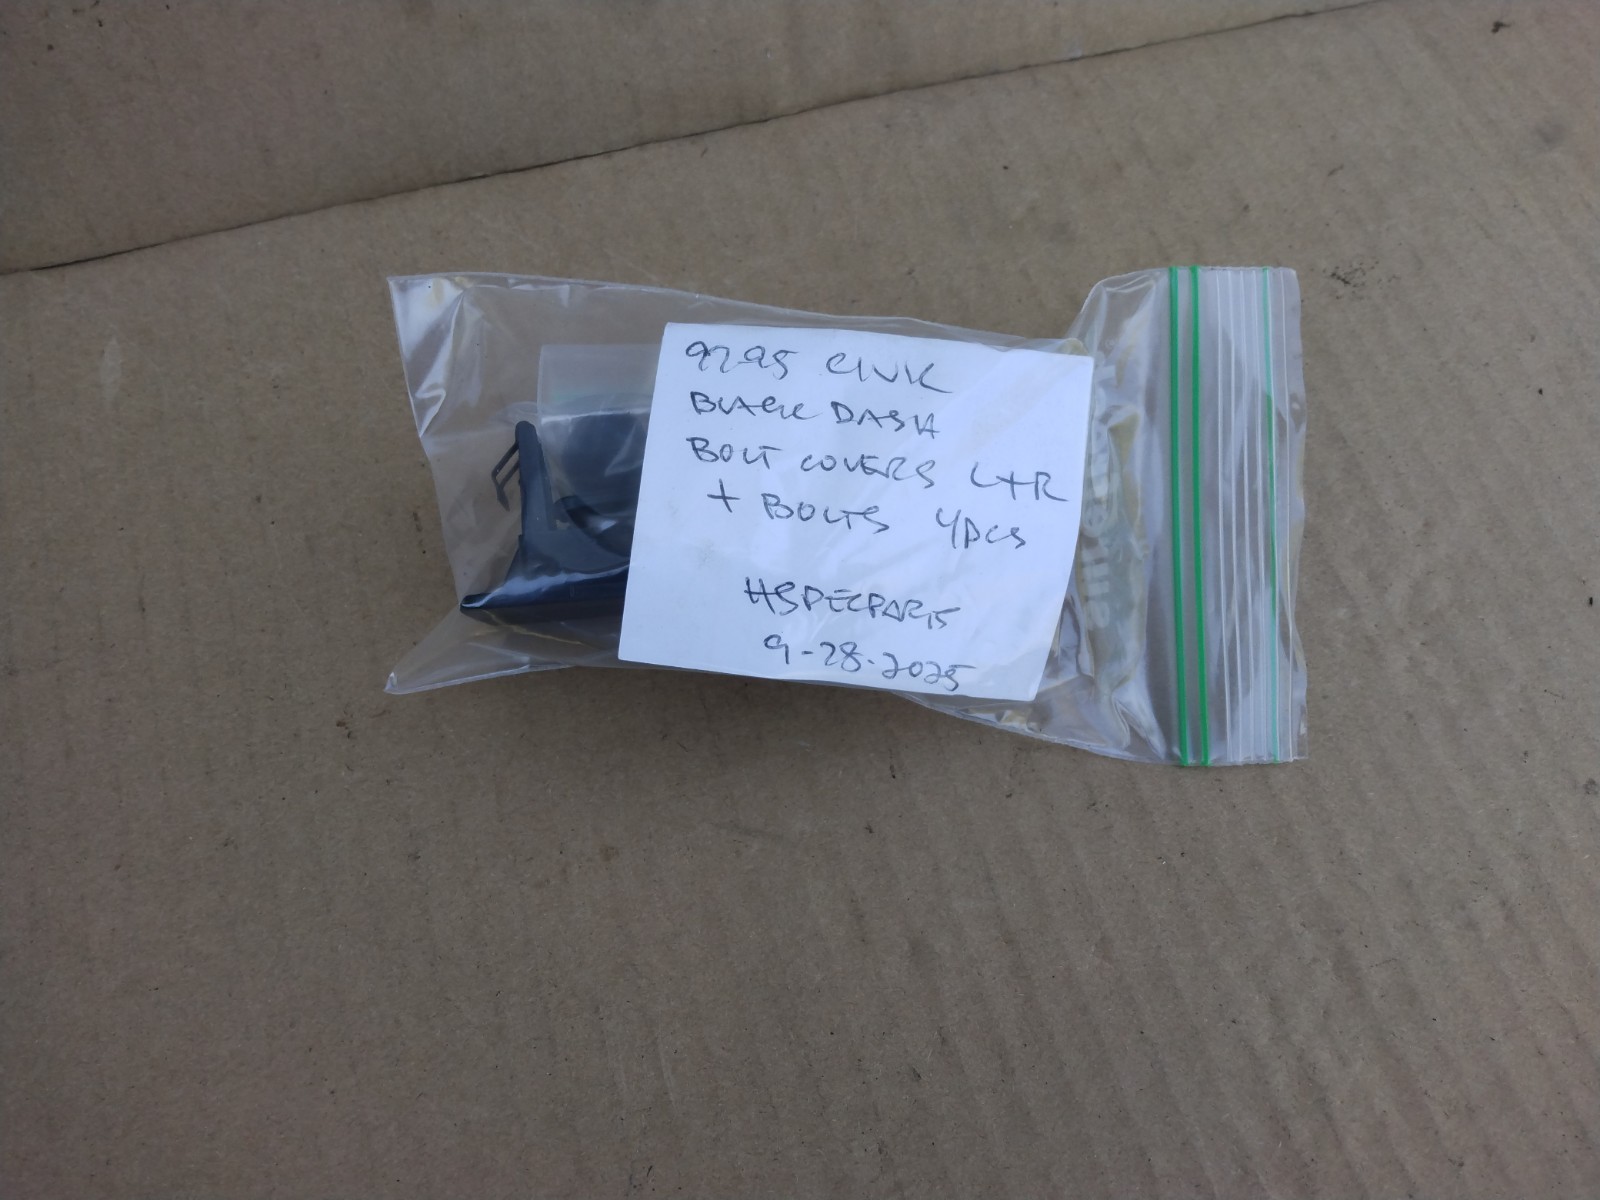 92-95 CIVIC
BLACK DASH
BOLT COVERS L+R
+ BOLTS 4pcs
HSPECPARTS
9-28-2025